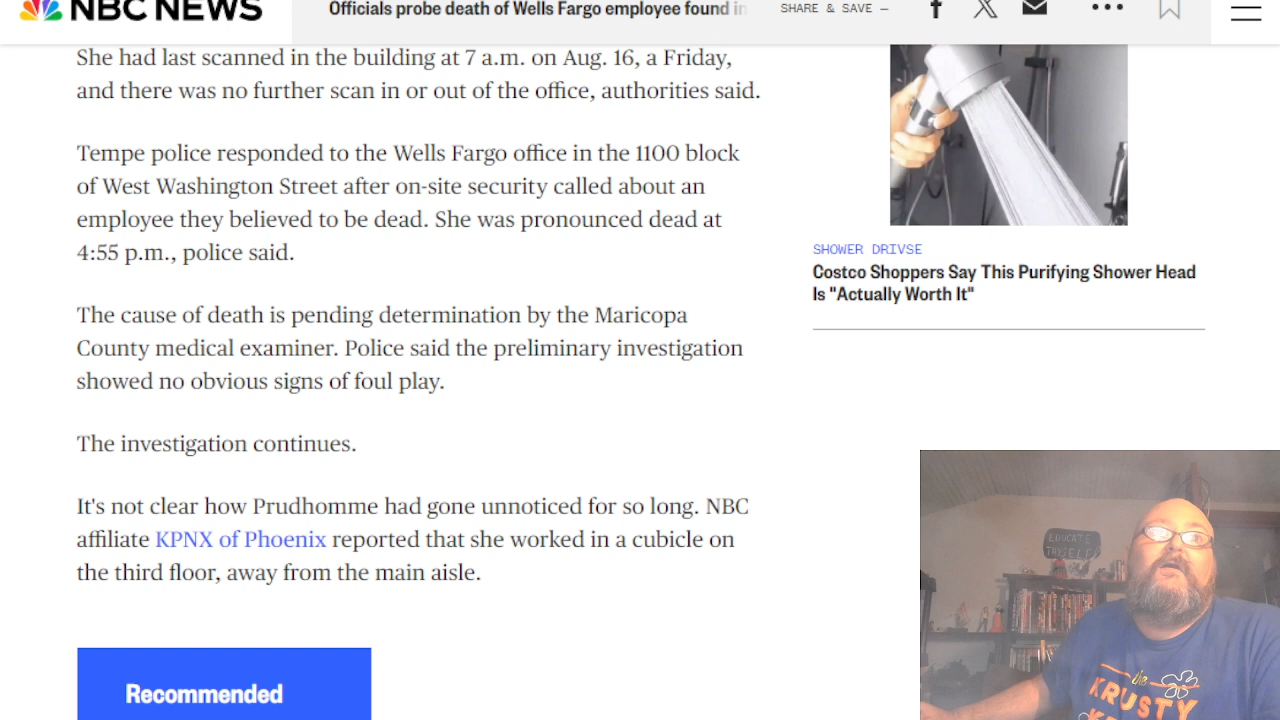 NBC NEWS
Officials probe death of Wells Fargo employee found in
SHARE & SAVE —
She had last scanned in the building at 7 a.m. on Aug. 16, a Friday,
and there was no further scan in or out of the office, authorities said.
Tempe police responded to the Wells Fargo office in the 1100 block
of West Washington Street after on-site security called about an
employee they believed to be dead. She was pronounced dead at
4:55 p.m., police said.
The cause of death is pending determination by the Maricopa
County medical examiner. Police said the preliminary investigation
showed no obvious signs of foul play.
The investigation continues.
It's not clear how Prudhomme had gone unnoticed for so long. NBC
affiliate KPNX of Phoenix reported that she worked in a cubicle on
the third floor, away from the main aisle.
Recommended
SHOWER DRIVSE
Costco Shoppers Say This Purifying Shower Head
Is "Actually Worth It"
EDUCATE
THYSELF
the
KRUSTY